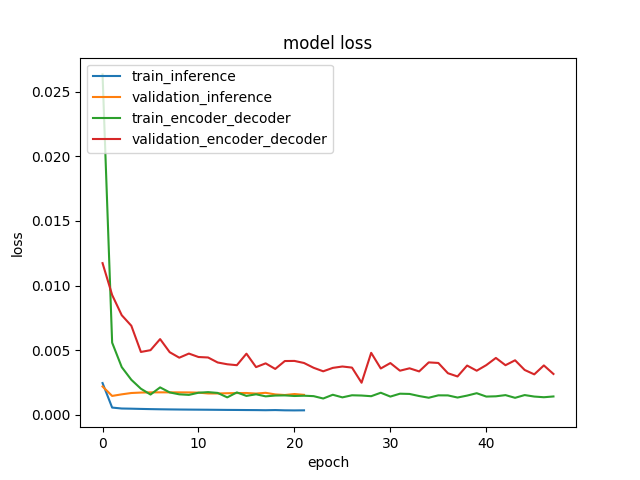 model loss
train_inference
validation_inference
train_encoder_decoder
validation_encoder_decoder
0.025
0.020
0.015
0.010
0.005
0.000
loss
0 10 20 30 40
epoch